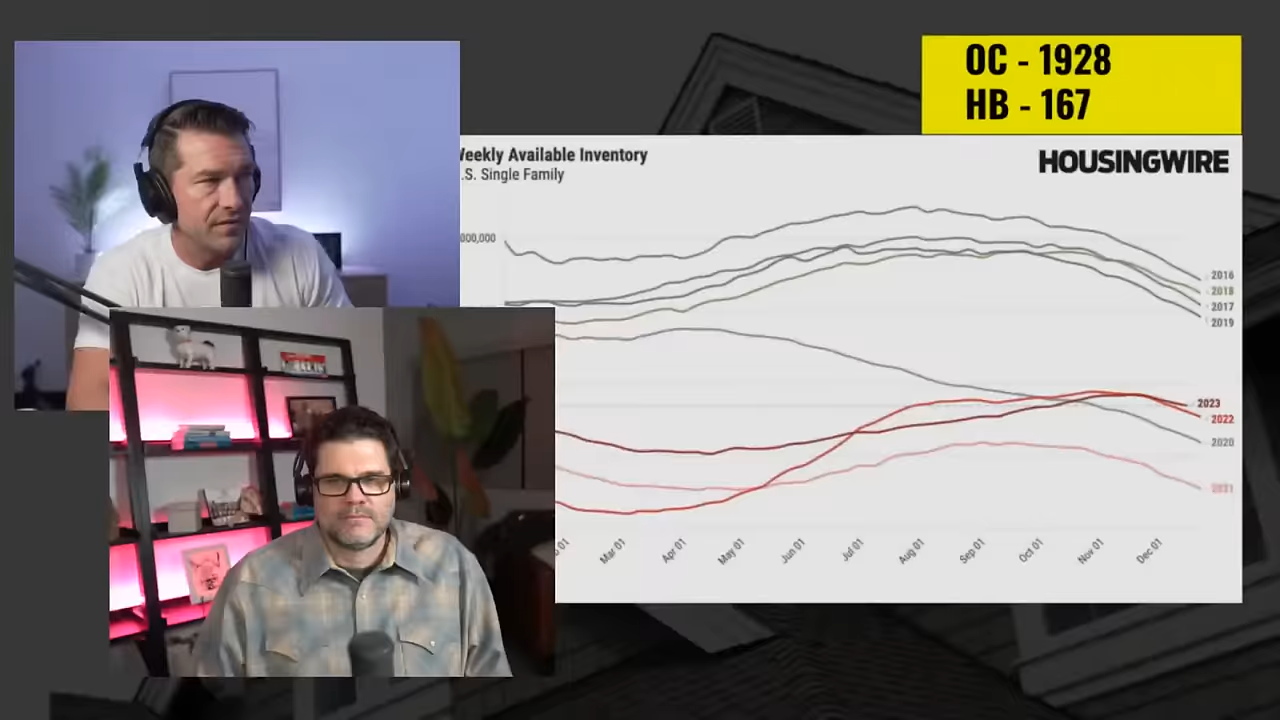 OC - 1928
HB - 167
Weekly Available Inventory
.S. Single Family
HOUSINGWIRE
000,000
2016
2018
2017
2019
2023
2022
2020
2021
01
Mar 01
Apr 01
May 01
Jun 01
Jul 01
Aug 01
Sep 01
Oct 01
Nov 01
Dec 01